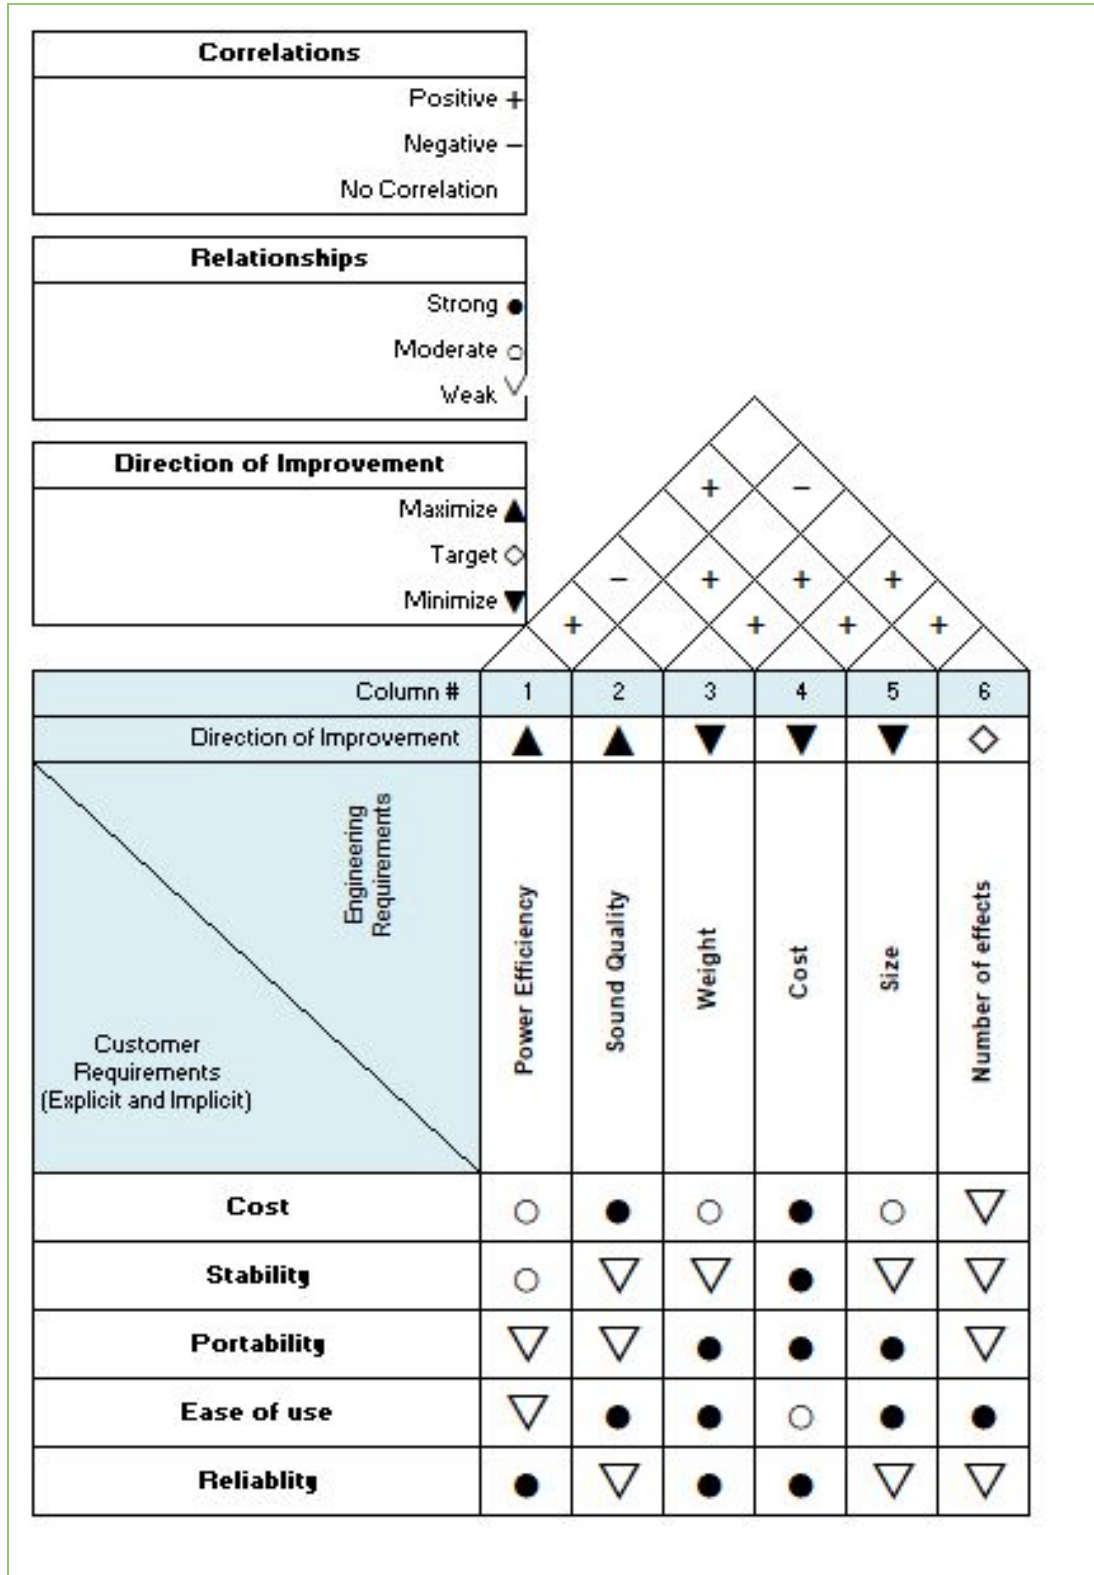 Correlations
Positive +
Negative −
No Correlation
Relationships
Strong ●
Moderate ○
Weak ▽
Direction of Improvement
Maximize ▲
Target ◇
Minimize ▼
+ −
− + + +
+ + + +
Column # 1 2 3 4 5 6
Direction of Improvement ▲ ▲ ▼ ▼ ▼ ◇
Engineering
Requirements
Customer
Requirements
(Explicit and Implicit)
Power Efficiency
Sound Quality
Weight
Cost
Size
Number of effects
Cost ○ ● ○ ● ○ ▽
Stability ○ ▽ ▽ ● ▽ ▽
Portability ▽ ▽ ● ● ● ▽
Ease of use ▽ ● ● ○ ● ●
Reliablity ● ▽ ● ● ▽ ▽